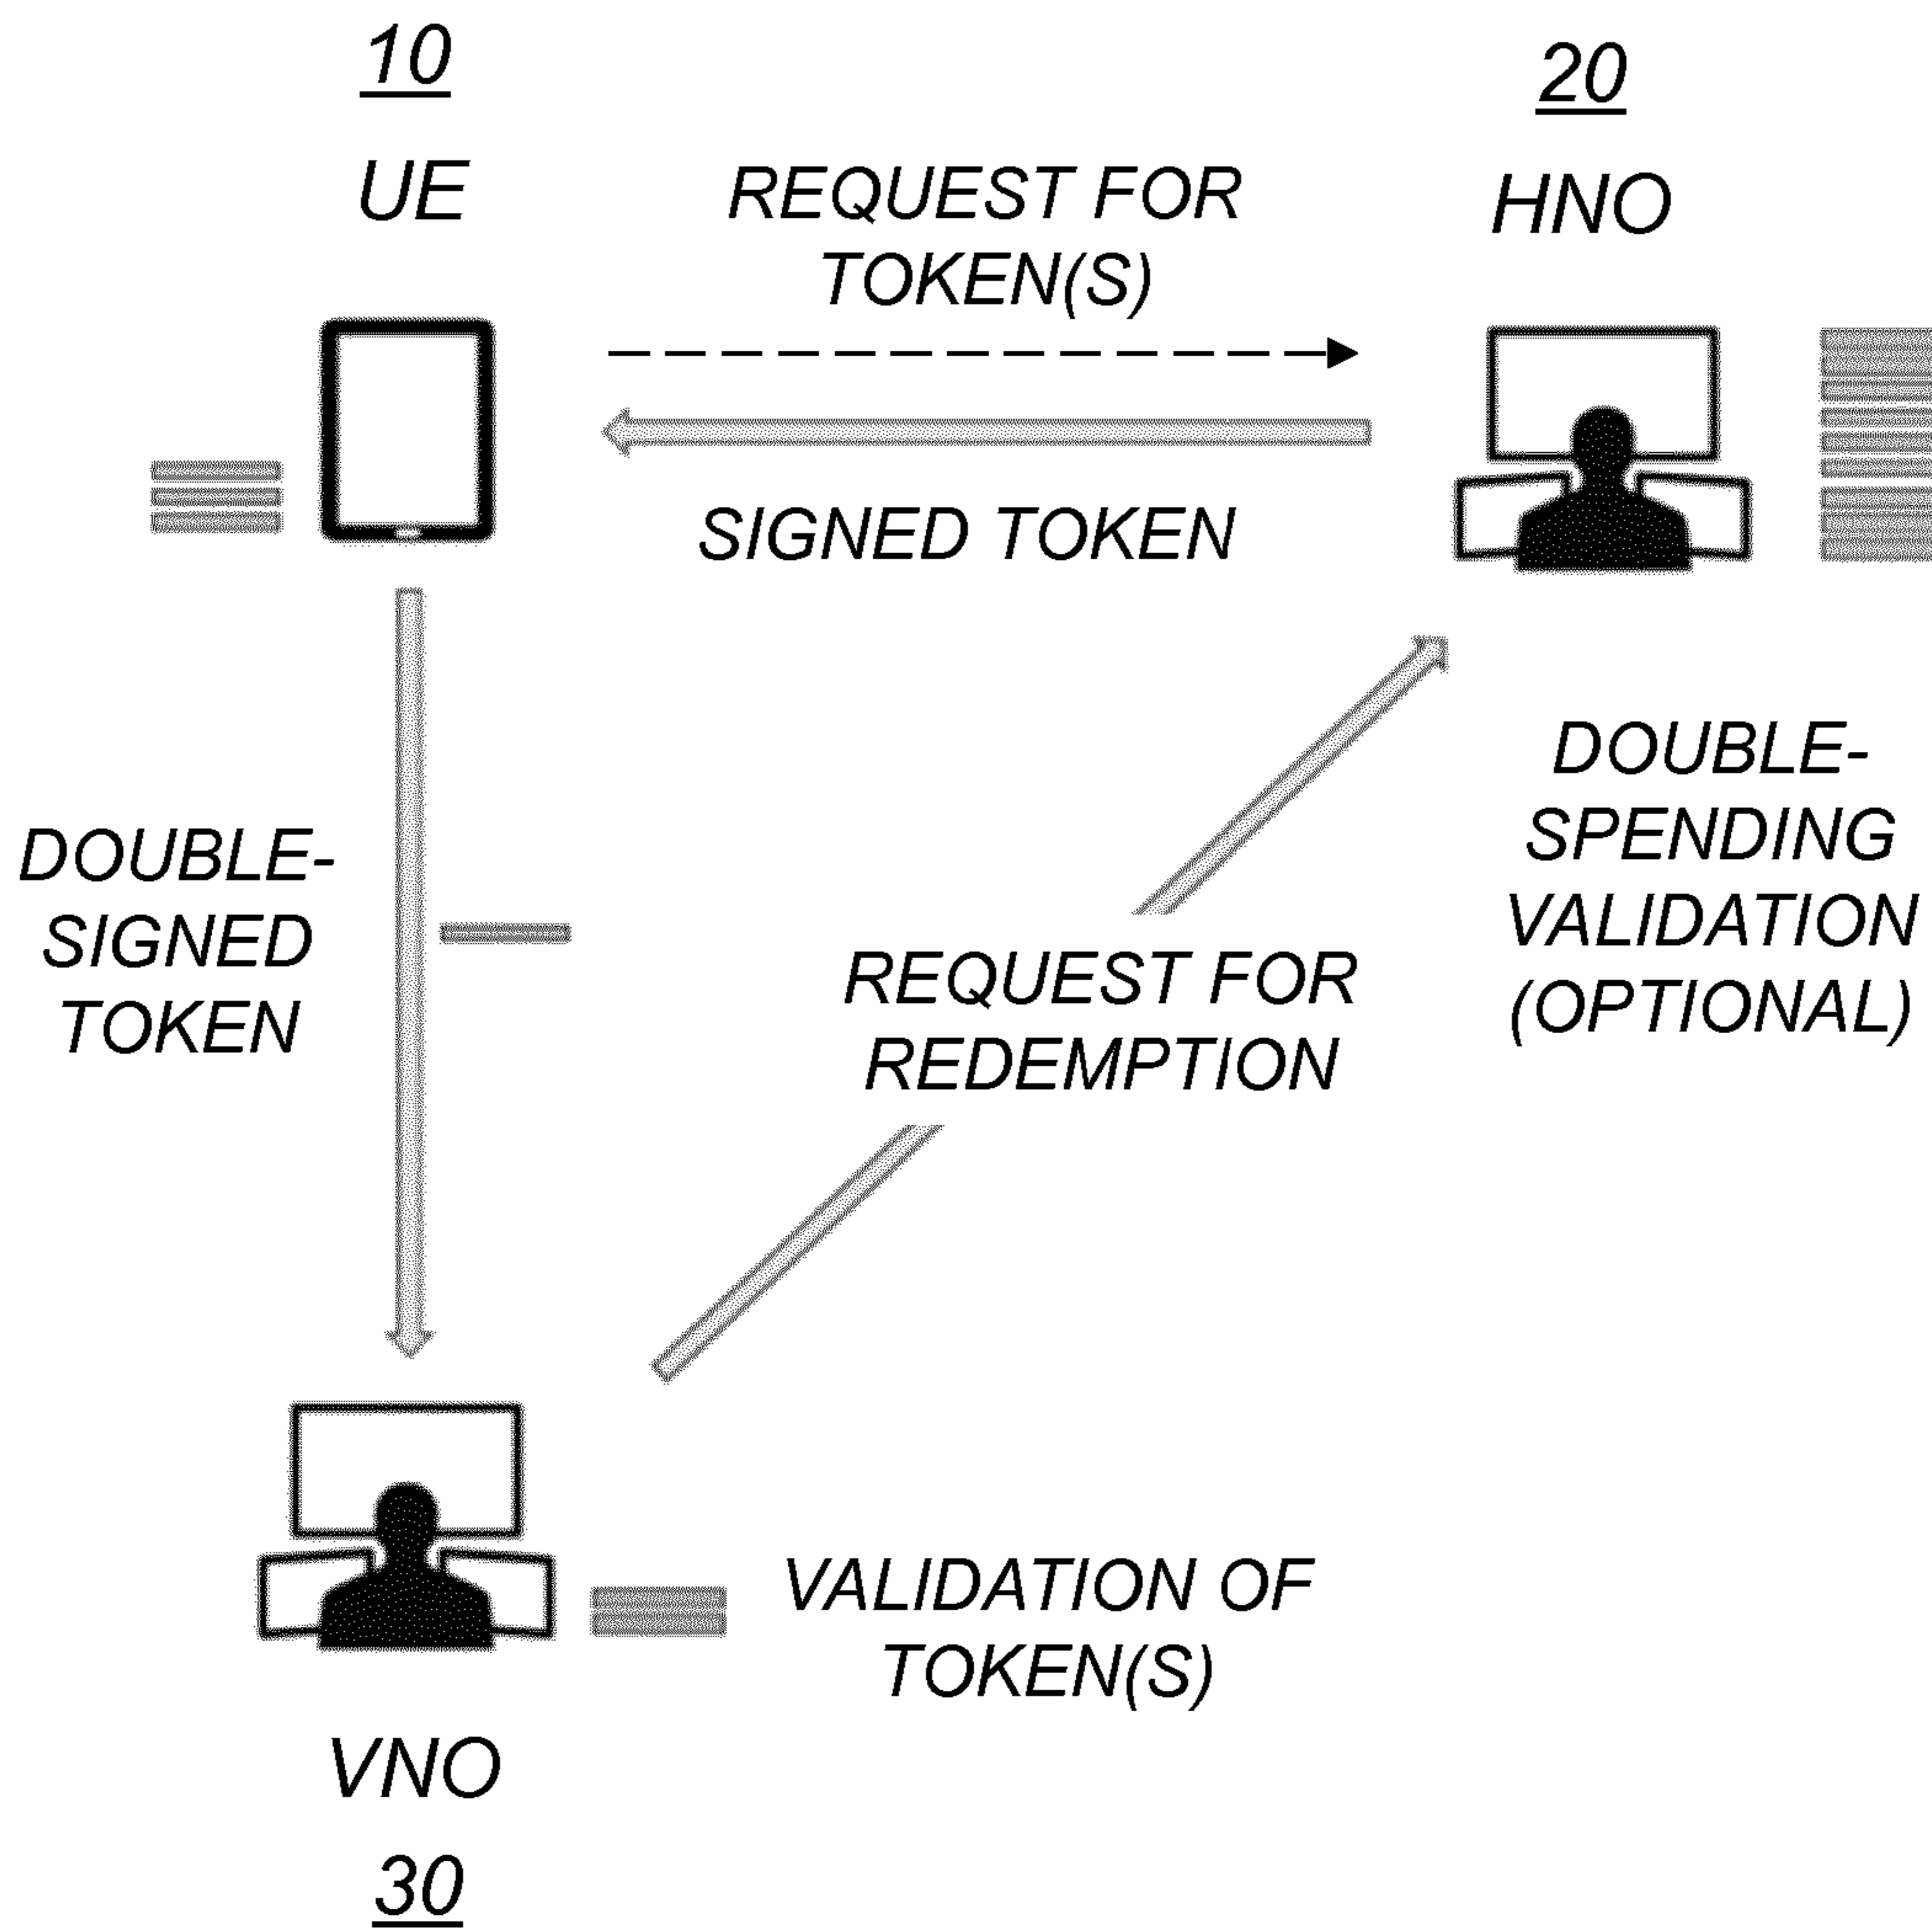 10
UE
REQUEST FOR
TOKEN(S)
20
HNO
SIGNED TOKEN
DOUBLE-
SIGNED
TOKEN
REQUEST FOR
REDEMPTION
DOUBLE-
SPENDING
VALIDATION
(OPTIONAL)
VALIDATION OF
TOKEN(S)
VNO
30